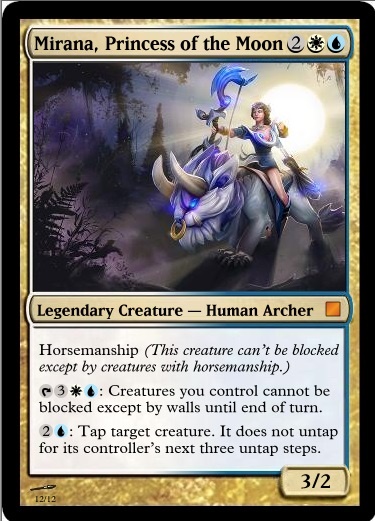 Mirana, Princess of the Moon 2
Legendary Creature — Human Archer
Horsemanship (This creature can't be blocked
except by creatures with horsemanship.)
3: Creatures you control cannot be
blocked except by walls until end of turn.
2: Tap target creature. It does not untap
for its controller's next three untap steps.
3/2
12/12